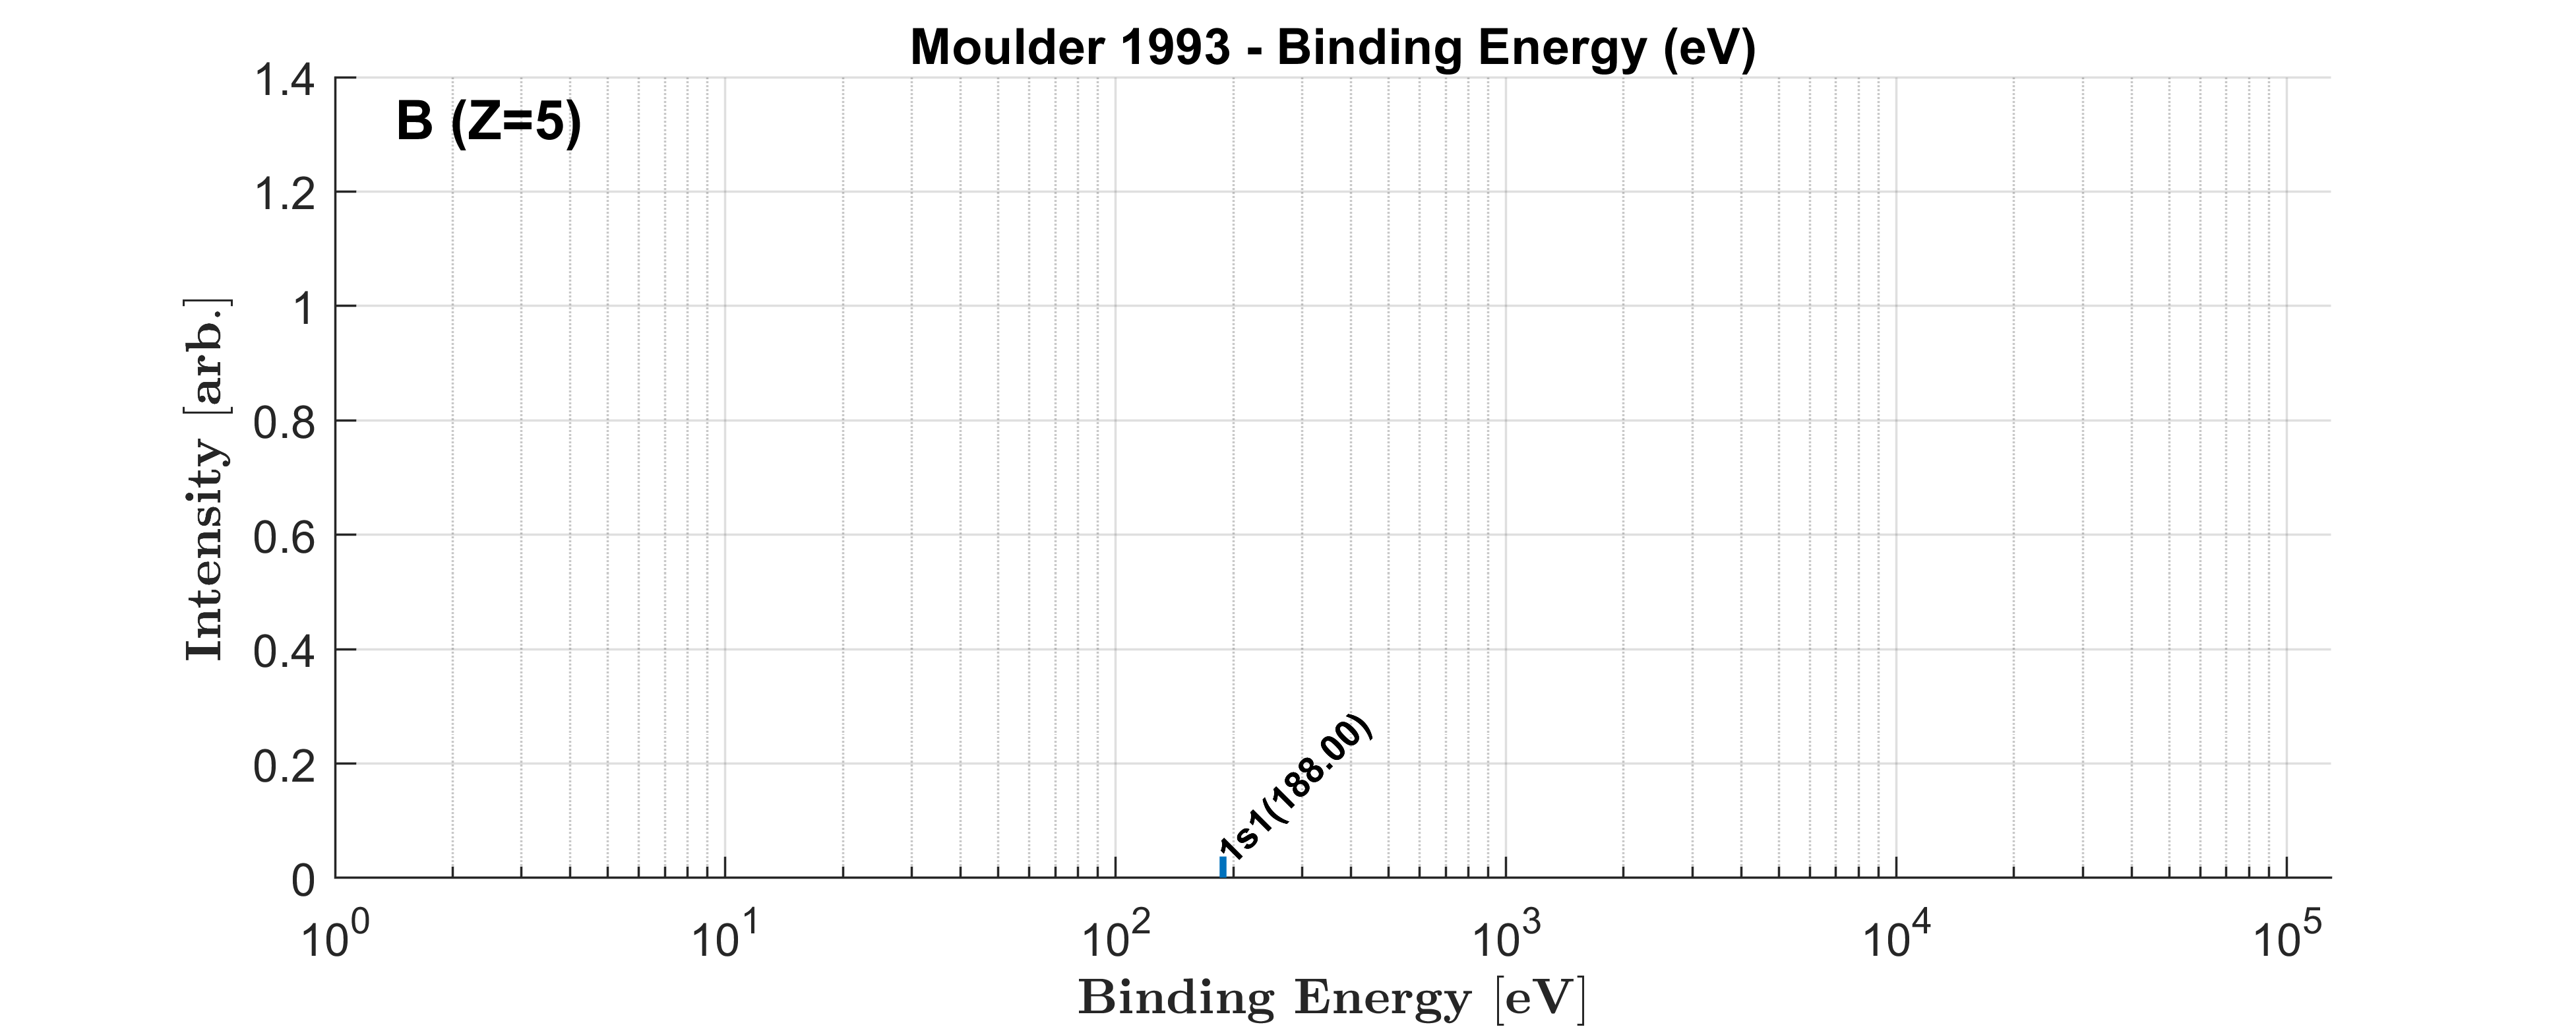 Moulder 1993 - Binding Energy (eV)
B (Z=5)
Intensity [arb.]
1.4
1.2
1
0.8
0.6
0.4
0.2
0
1s1(188.00)
10^0 10^1 10^2 10^3 10^4 10^5
Binding Energy [eV]